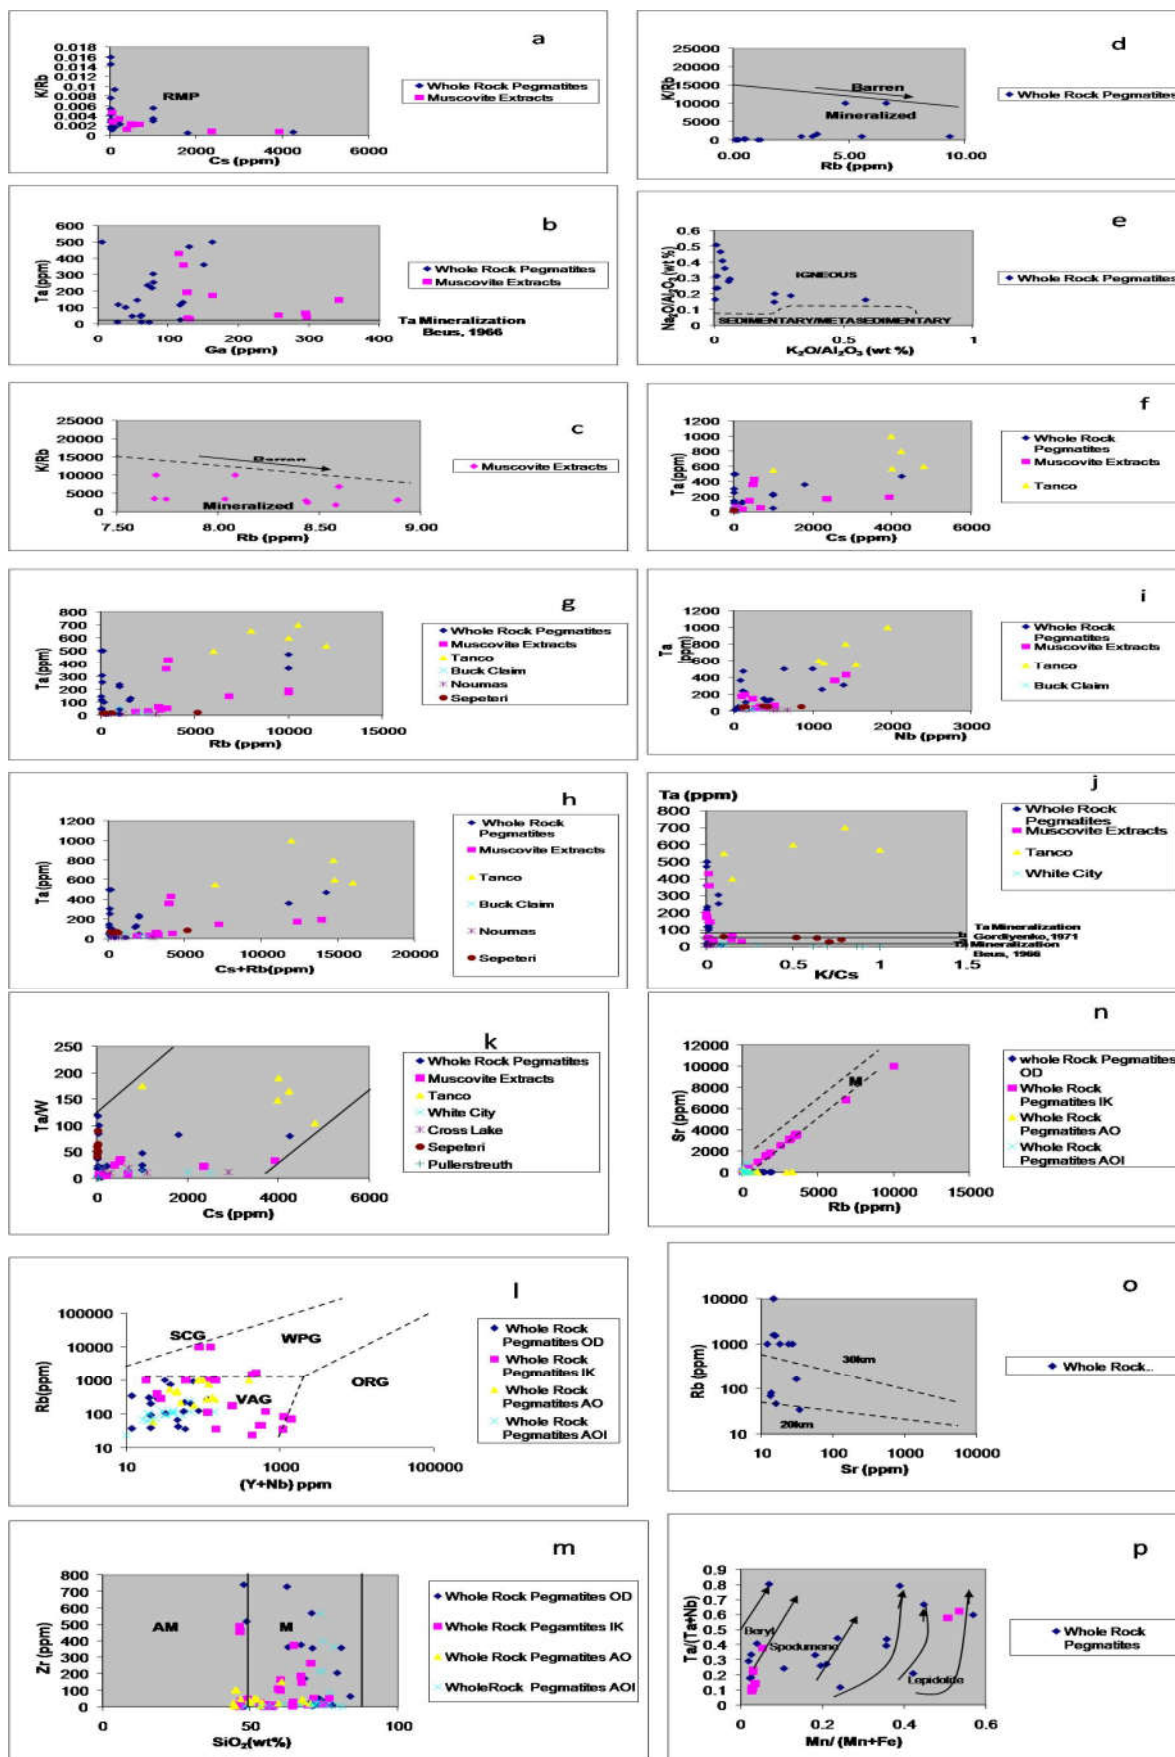 a
0.018
0.016
0.014
0.012
0.01
0.008
0.006
0.004
0.002
0
K/Rb
RMP
0 2000 4000 6000
Cs (ppm)
Whole Rock Pegmatites
Muscovite Extracts
d
25000
20000
15000
10000
5000
0
K/Rb
Barren
Mineralized
0.00 5.00 10.00
Rb (ppm)
Whole Rock Pegmatites
b
600
500
400
300
200
100
0
Ta (ppm)
0 100 200 300 400
Ga (ppm)
Whole Rock Pegmatites
Muscovite Extracts
Ta Mineralization
Beus, 1966
e
0.6
0.5
0.4
0.3
0.2
0.1
0
Na2O/Al2O3 (wt %)
IGNEOUS
SEDIMENTARY/METASEDIMENTARY
0 0.5 1
K2O/Al2O3 (wt %)
Whole Rock Pegmatites
c
25000
20000
15000
10000
5000
0
K/Rb
Barren
Mineralized
7.50 8.00 8.50 9.00
Rb (ppm)
Muscovite Extracts
f
1200
1000
800
600
400
200
0
Ta (ppm)
0 2000 4000 6000
Cs (ppm)
Whole Rock
Pegmatites
Muscovite Extracts
Tanco
g
800
700
600
500
400
300
200
100
0
Ta (ppm)
0 5000 10000 15000
Rb (ppm)
Whole Rock Pegmatites
Muscovite Extracts
Tanco
Buck Claim
Noumas
Sepeteri
i
1200
1000
800
600
400
200
0
Ta
(ppm)
0 1000 2000 3000
Nb (ppm)
Whole Rock
Pegmatites
Muscovite Extracts
Tanco
Buck Claim
h
1200
1000
800
600
400
200
0
Ta (ppm)
0 5000 10000 15000 20000
Cs+Rb(ppm)
Whole Rock
Pegmatites
Muscovite Extracts
Tanco
Buck Claim
Noumas
Sepeteri
j
Ta (ppm)
800
700
600
500
400
300
200
100
0
0 0.5 1 1.5
K/Cs
Whole Rock
Pegmatites
Muscovite Extracts
Tanco
White City
Ta Mineralization
Gordiyenko, 1971
Ta Mineralization
Beus, 1966
k
250
200
150
100
50
0
Ta/W
0 2000 4000 6000
Cs (ppm)
Whole Rock Pegmatites
Muscovite Extracts
Tanco
White City
Cross Lake
Sepeteri
Pullerstreuth
n
12000
10000
8000
6000
4000
2000
0
Sr (ppm)
M
0 5000 10000 15000
Rb (ppm)
whole Rock Pegmatites
OD
Whole Rock
Pegmatites IK
Whole Rock
Pegmatites AO
Whole Rock
Pegmatites AOI
l
100000
10000
1000
100
10
Rb(ppm)
SCG
WPG
VAG
ORG
10 1000 100000
(Y+Nb) ppm
Whole Rock
Pegmatites OD
Whole Rock
Pegmatites IK
Whole Rock
Pegmatites AO
Whole Rock
Pegmatites AOI
o
10000
1000
100
10
Rb (ppm)
30km
20km
10 100 1000 10000
Sr (ppm)
Whole Rock..
m
800
700
600
500
400
300
200
100
0
Zr (ppm)
AM
M
0 50 100
SiO2(wt%)
Whole Rock Pegmatites OD
Whole Rock Pegamtites IK
Whole Rock Pegmatites AO
WholeRock Pegmatites AOI
p
0.9
0.8
0.7
0.6
0.5
0.4
0.3
0.2
0.1
0
Ta/(Ta+Nb)
Beryl
Spodumene
Lepidolite
0 0.2 0.4 0.6
Mn/ (Mn+Fe)
Whole Rock
Pegmatites